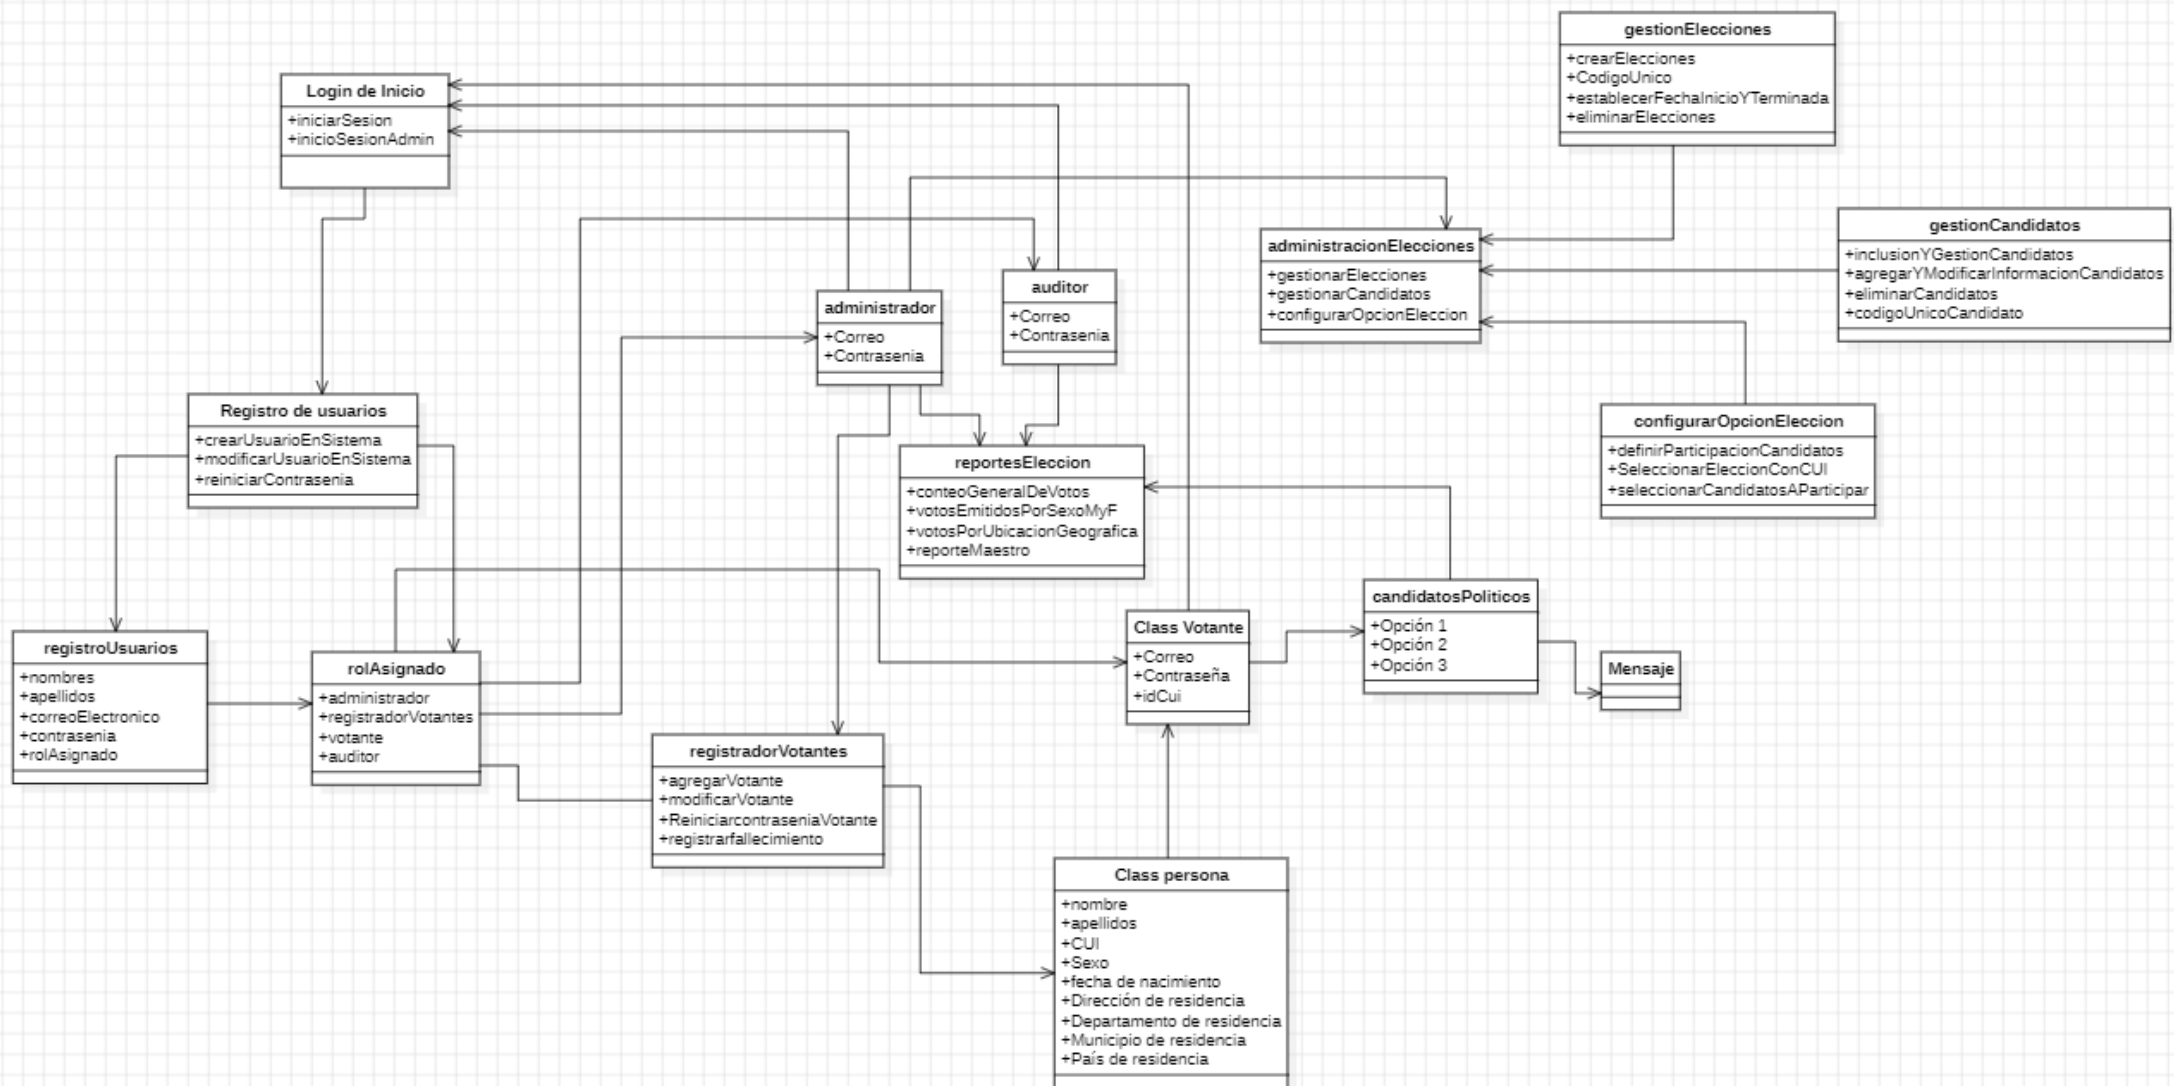 gestionElecciones
+crearElecciones
+CodigoUnico
+establecerFechaInicioYTerminada
+eliminarElecciones
Login de Inicio
+iniciarSesion
+inicioSesionAdmin
gestionCandidatos
+inclusionYGestionCandidatos
+agregarYModificarInformacionCandidatos
+eliminarCandidatos
+codigoUnicoCandidato
administracionElecciones
+gestionarElecciones
+gestionarCandidatos
+configurarOpcionEleccion
auditor
+Correo
+Contrasenia
administrador
+Correo
+Contrasenia
Registro de usuarios
+crearUsuarioEnSistema
+modificarUsuarioEnSistema
+reiniciarContrasenia
configurarOpcionEleccion
+definirParticipacionCandidatos
+SeleccionarEleccionConCUI
+seleccionarCandidatosAParticipar
reportesEleccion
+conteoGeneralDeVotos
+votosEmitidosPorSexoMyF
+votosPorUbicacionGeografica
+reporteMaestro
candidatosPoliticos
+Opción 1
+Opción 2
+Opción 3
Class Votante
+Correo
+Contraseña
+idCui
Mensaje
registroUsuarios
+nombres
+apellidos
+correoElectronico
+contrasenia
+rolAsignado
rolAsignado
+administrador
+registradorVotantes
+votante
+auditor
registradorVotantes
+agregarVotante
+modificarVotante
+ReiniciarcontraseniaVotante
+registrarfallecimiento
Class persona
+nombre
+apellidos
+CUI
+Sexo
+fecha de nacimiento
+Dirección de residencia
+Departamento de residencia
+Municipio de residencia
+País de residencia